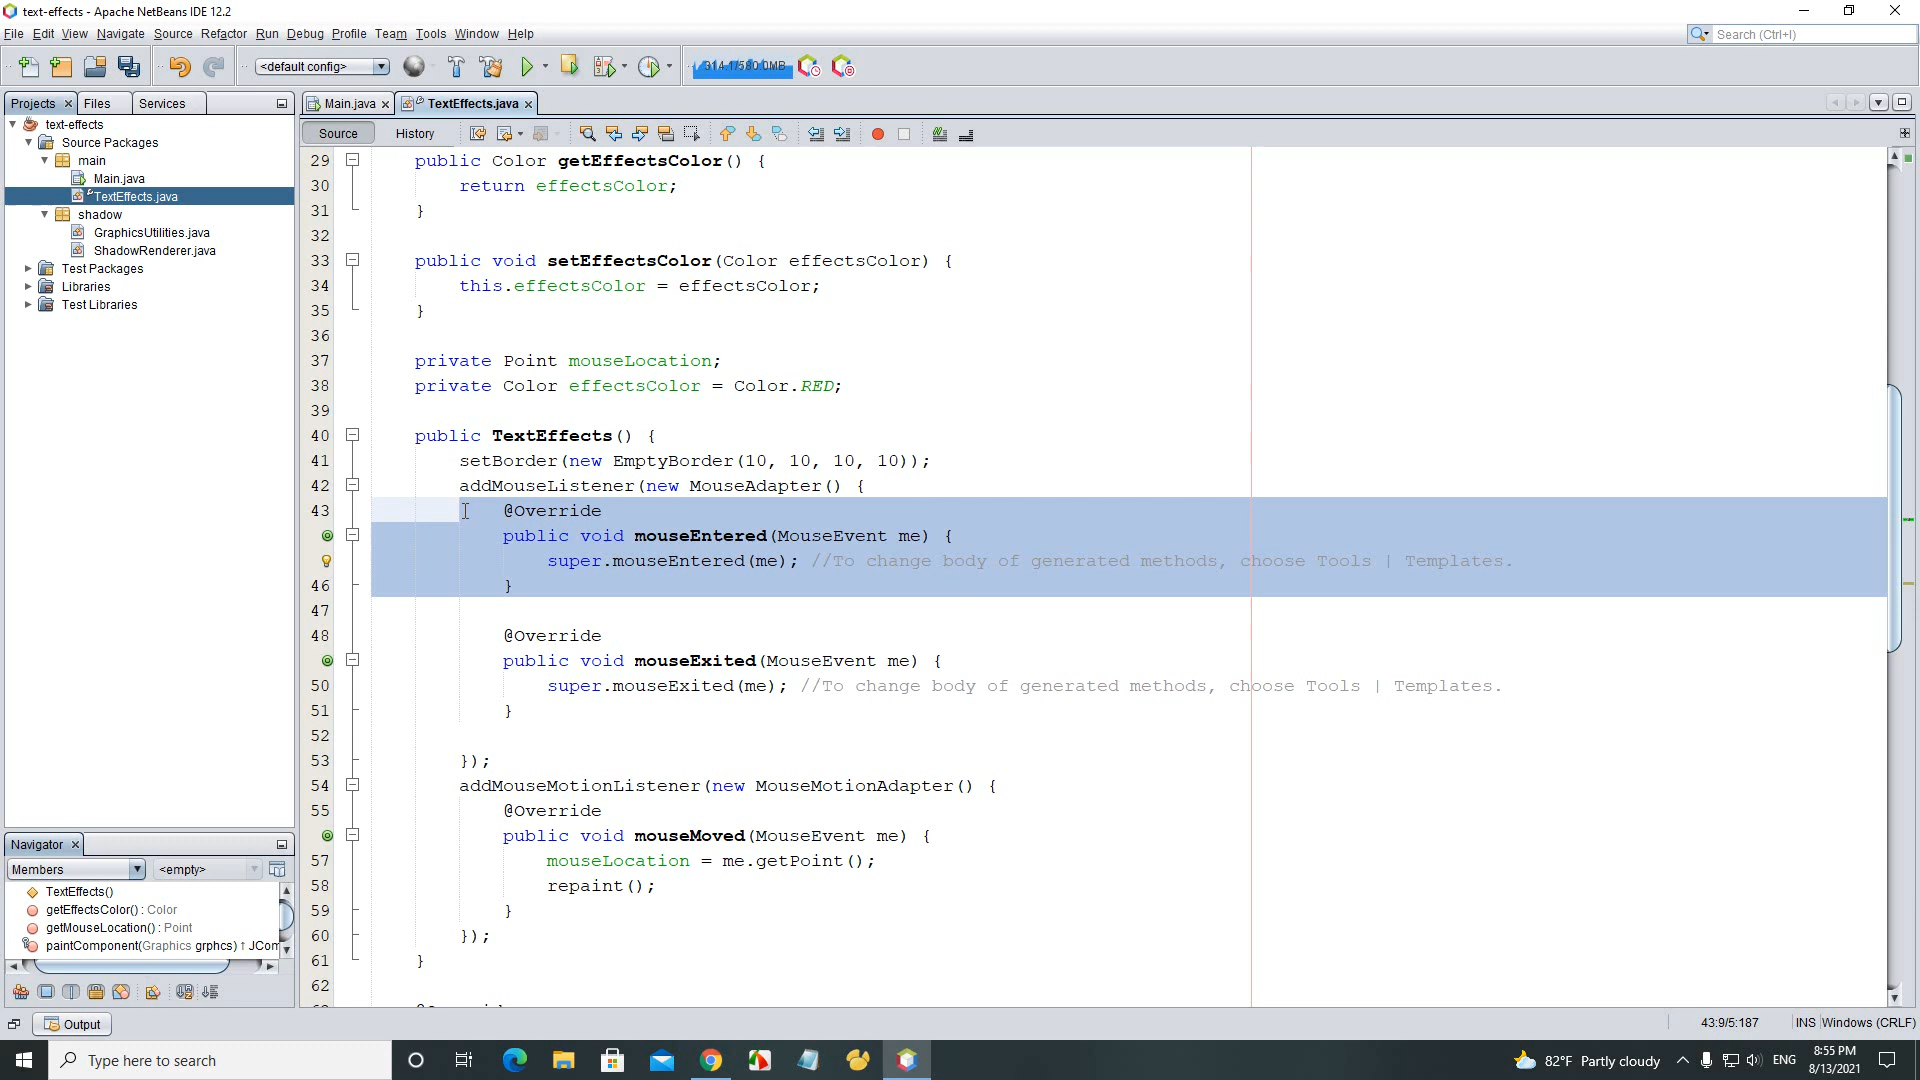 text-effects - Apache NetBeans IDE 12.2
File Edit View Navigate Source Refactor Run Debug Profile Team Tools Window Help
Search (Ctrl+I)
<default config>
314.1/580.0MB
Projects Files Services
Main.java TextEffects.java
text-effects
Source Packages
main
Main.java
TextEffects.java
shadow
GraphicsUtilities.java
ShadowRenderer.java
Test Packages
Libraries
Test Libraries
Source History
29 public Color getEffectsColor() {
30 return effectsColor;
31 }
32
33 public void setEffectsColor(Color effectsColor) {
34 this.effectsColor = effectsColor;
35 }
36
37 private Point mouseLocation;
38 private Color effectsColor = Color.RED;
39
40 public TextEffects() {
41 setBorder(new EmptyBorder(10, 10, 10, 10));
42 addMouseListener(new MouseAdapter() {
43 @Override
public void mouseEntered(MouseEvent me) {
super.mouseEntered(me); //To change body of generated methods, choose Tools | Templates.
46 }
47
48 @Override
public void mouseExited(MouseEvent me) {
50 super.mouseExited(me); //To change body of generated methods, choose Tools | Templates.
51 }
52
53 });
54 addMouseMotionListener(new MouseMotionAdapter() {
55 @Override
public void mouseMoved(MouseEvent me) {
57 mouseLocation = me.getPoint();
58 repaint();
59 }
60 });
61 }
62
Navigator
Members <empty>
TextEffects()
getEffectsColor() : Color
getMouseLocation() : Point
paintComponent(Graphics grphcs) ↑ JCom
Output
43:9/5:187 INS Windows (CRLF)
Type here to search
82°F Partly cloudy ENG
8:55 PM
8/13/2021